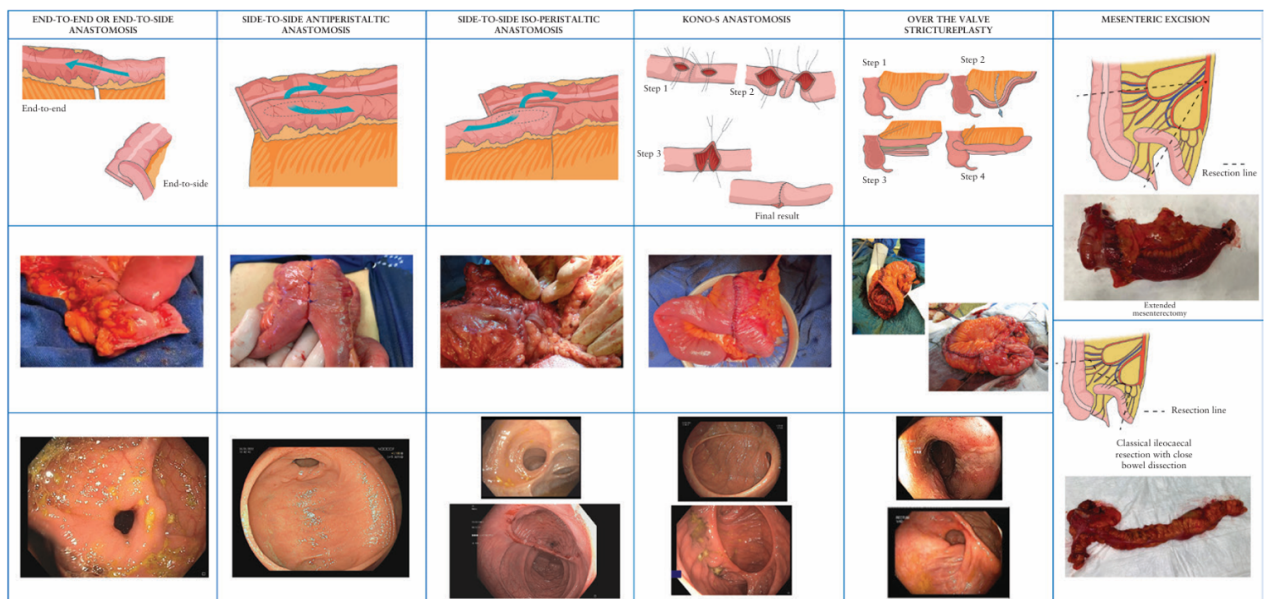 END-TO-END OR END-TO-SIDE
ANASTOMOSIS
SIDE-TO-SIDE ANTIPERISTALTIC
ANASTOMOSIS
SIDE-TO-SIDE ISO-PERISTALTIC
ANASTOMOSIS
KONO-S ANASTOMOSIS
OVER THE VALVE
STRICTUREPLASTY
MESENTERIC EXCISION
End-to-end
End-to-side
Step 1
Step 2
Step 3
Final result
Step 1
Step 2
Step 3
Step 4
Resection line
Extended
mesenterectomy
Resection line
Classical ileocaecal
resection with close
bowel dissection